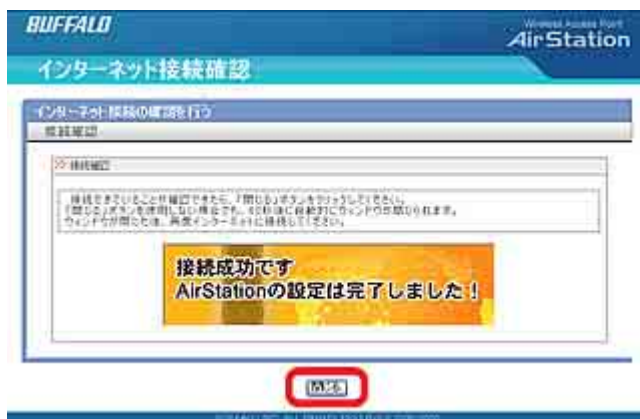 BUFFALO
Wireless Access Point
AirStation
インターネット接続確認
インターネット接続の確認を行う
接続確認
>> 接続確認
接続できていることが確認できたら、「閉じる」ボタンをクリックしてください。
「閉じる」ボタンを使用しない場合でも、60秒後に自動的にウィンドウが閉じられます。
ウィンドウが閉じた後、再度インターネットに接続してください。
接続成功です
AirStationの設定は完了しました!
閉じる